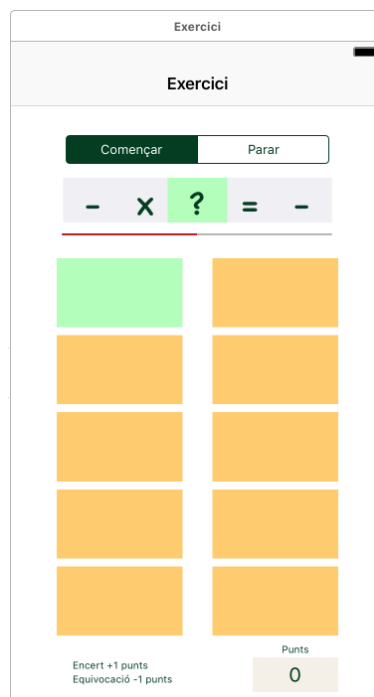 Exercici
Exercici
Començar Parar
- x ? = -
Punts
Encert +1 punts
Equivocació -1 punts
0